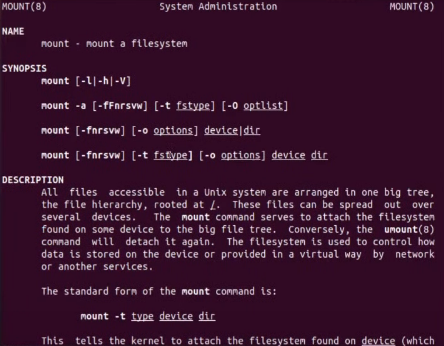 MOUNT(8) System Administration MOUNT(8)
NAME
mount - mount a filesystem
SYNOPSIS
mount [-l|-h|-V]
mount -a [-fFnrsvw] [-t fstype] [-O optlist]
mount [-fnrsvw] [-o options] device|dir
mount [-fnrsvw] [-t fstype] [-o options] device dir
DESCRIPTION
All files accessible in a Unix system are arranged in one big tree,
the file hierarchy, rooted at /. These files can be spread out over
several devices. The mount command serves to attach the filesystem
found on some device to the big file tree. Conversely, the umount(8)
command will detach it again. The filesystem is used to control how
data is stored on the device or provided in a virtual way by network
or another services.
The standard form of the mount command is:
mount -t type device dir
This tells the kernel to attach the filesystem found on device (which